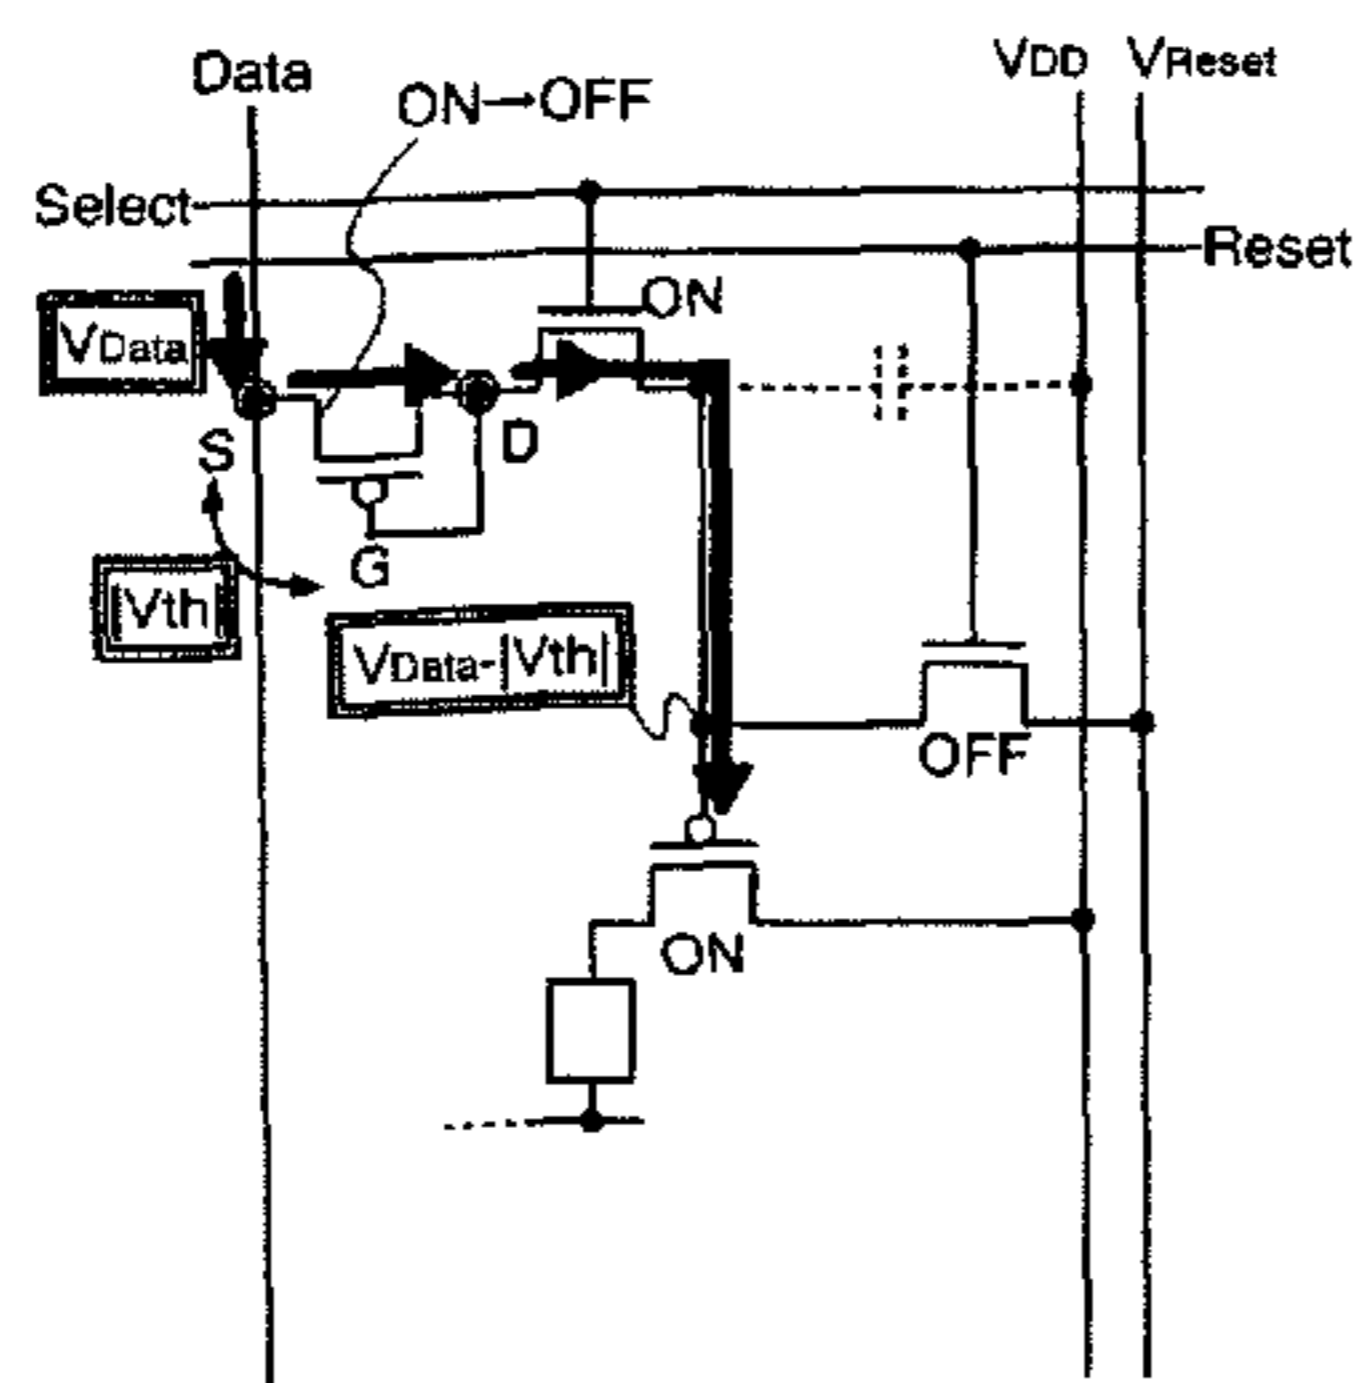 Data
VDD
VReset
ON→OFF
Select
Reset
ON
VData
S
D
G
|Vth|
VData-|Vth|
OFF
ON